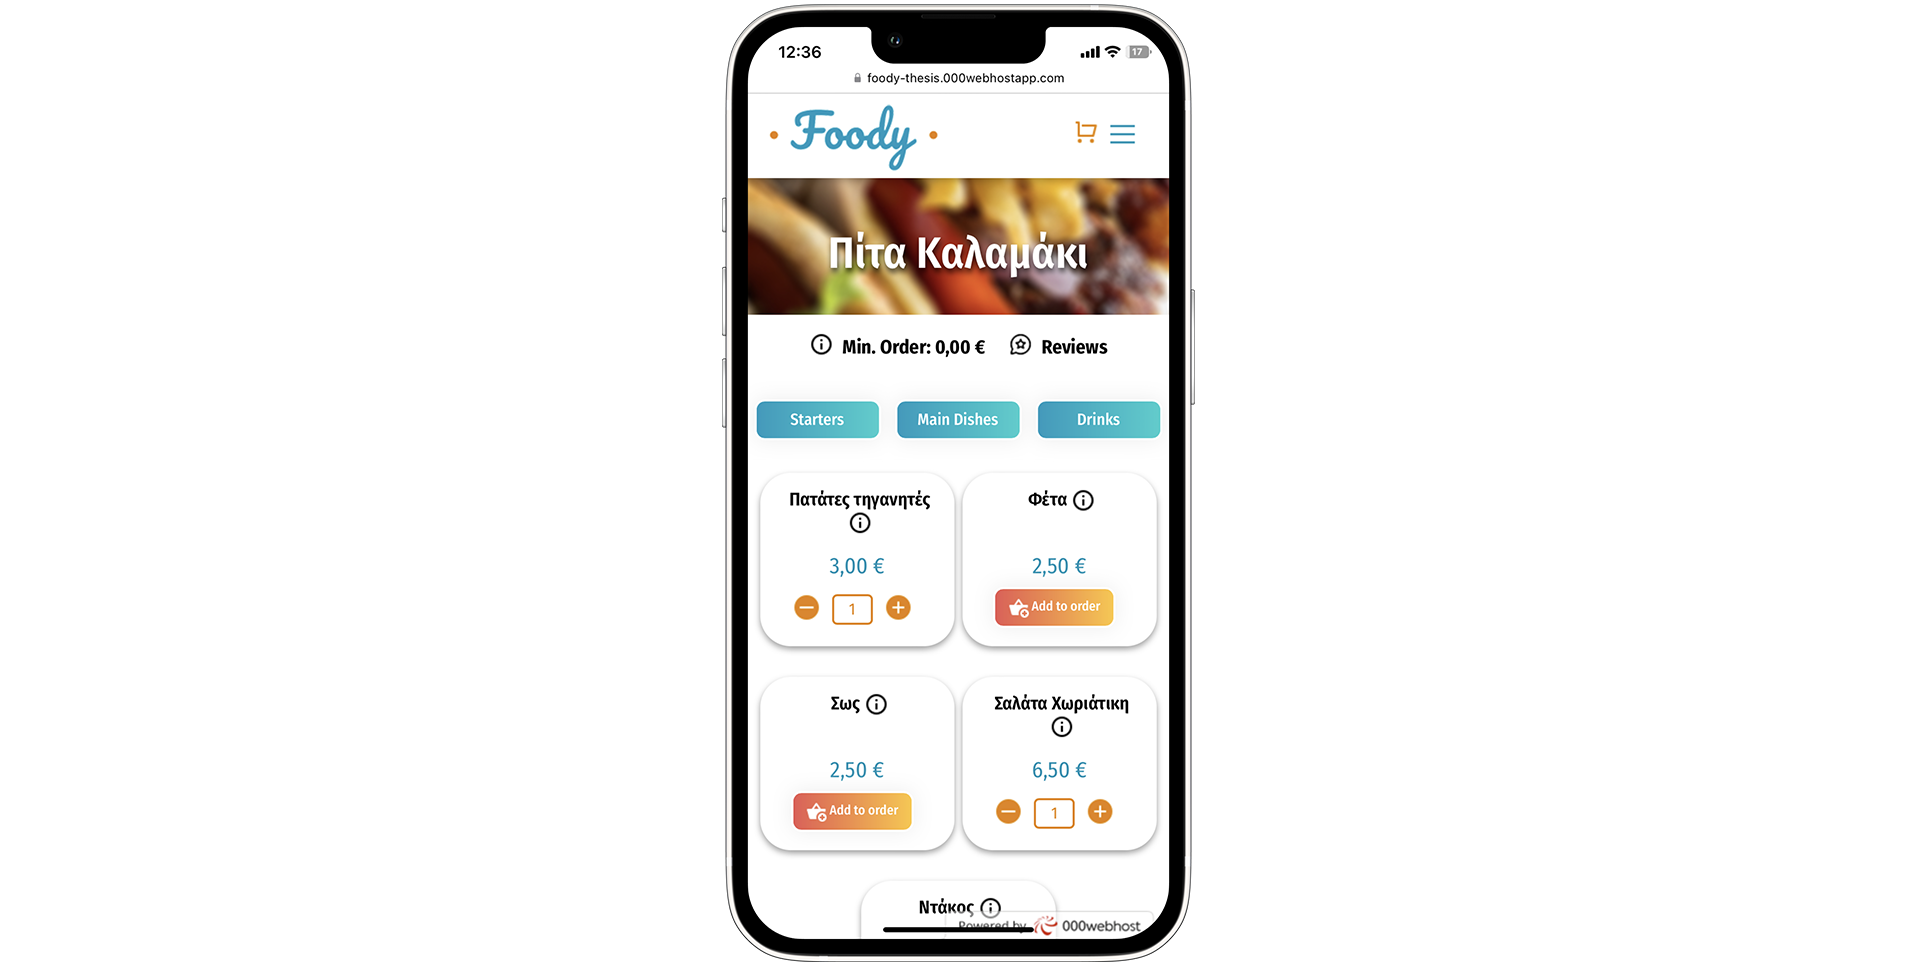 12:36
17
foody-thesis.000webhostapp.com
Foody
Πίτα Καλαμάκι
Min. Order: 0,00 € Reviews
Starters Main Dishes Drinks
Πατάτες τηγανητές
3,00 €
1
Φέτα
2,50 €
Add to order
Σως
2,50 €
Add to order
Σαλάτα Χωριάτικη
6,50 €
1
Ντάκος
Powered by 000webhost